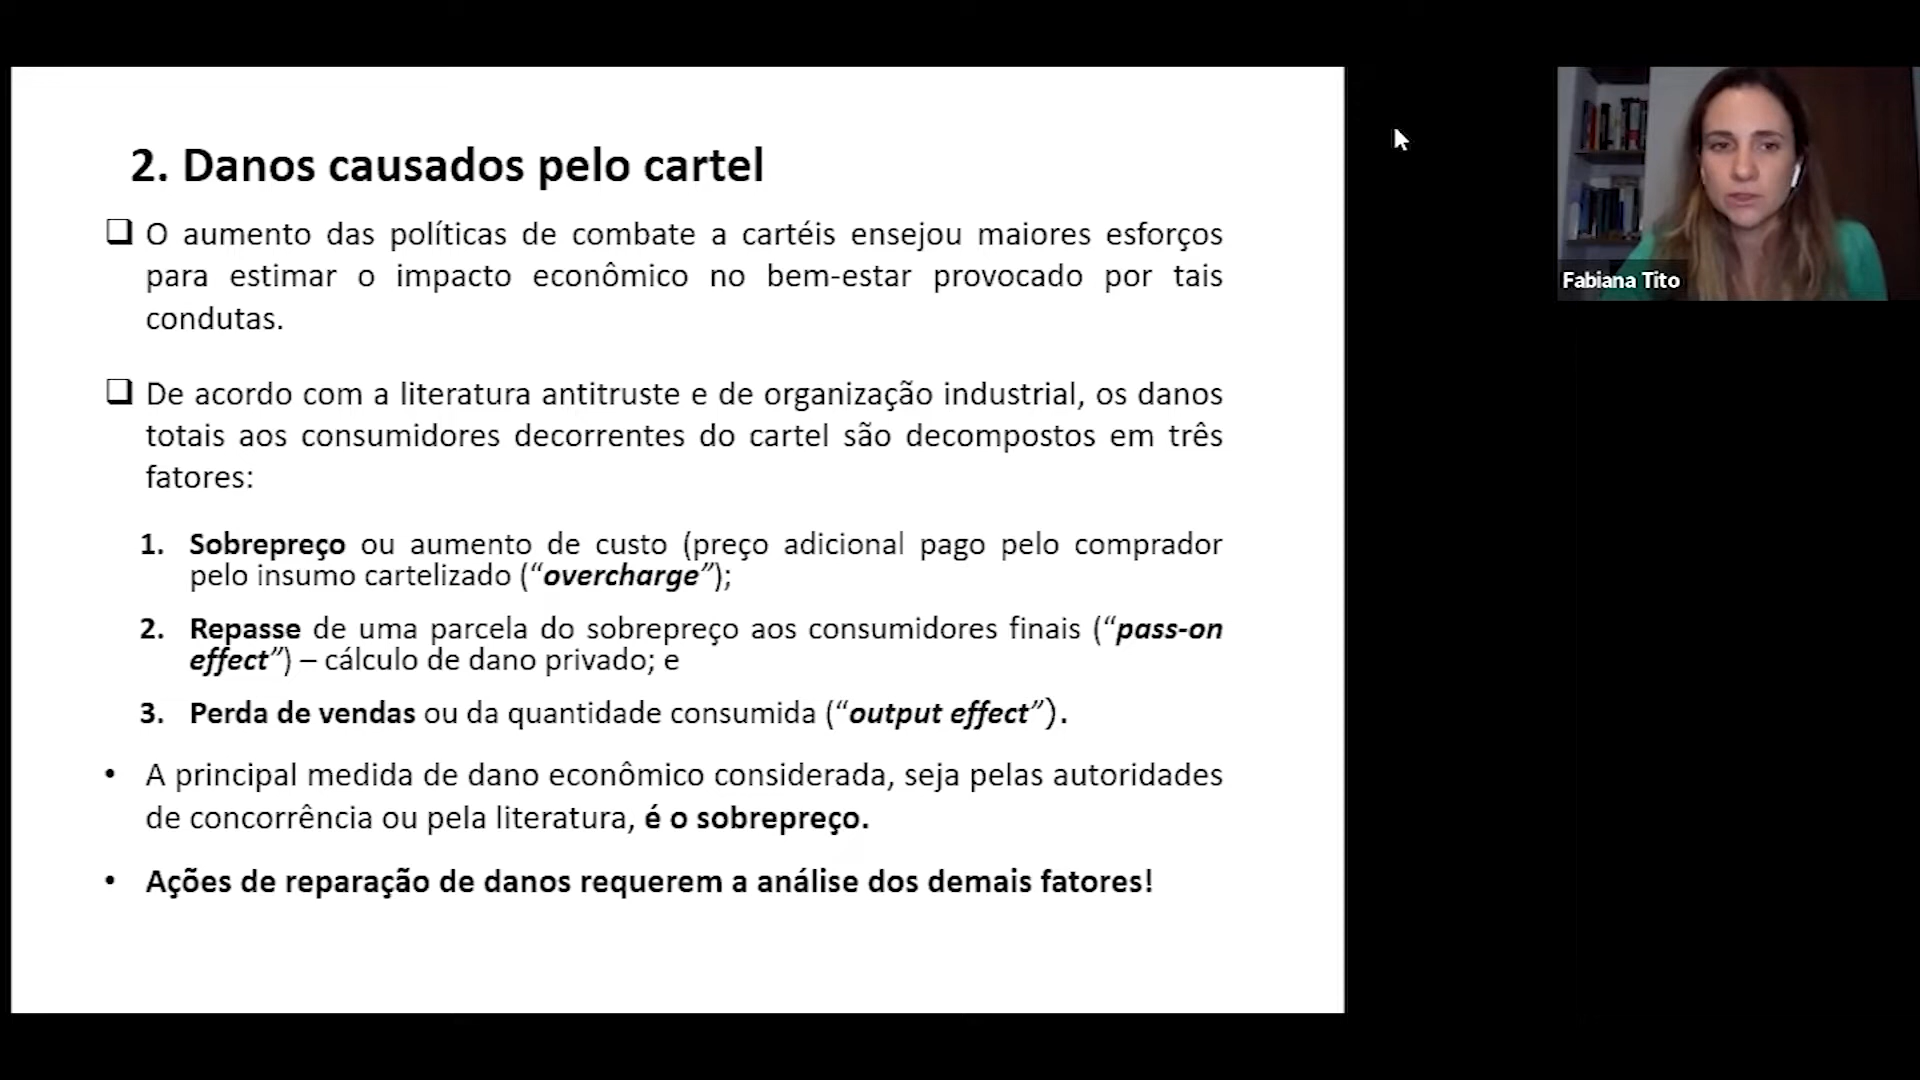 2. Danos causados pelo cartel
O aumento das políticas de combate a cartéis ensejou maiores esforços
para estimar o impacto econômico no bem-estar provocado por tais
condutas.
De acordo com a literatura antitruste e de organização industrial, os danos
totais aos consumidores decorrentes do cartel são decompostos em três
fatores:
1. Sobrepreço ou aumento de custo (preço adicional pago pelo comprador
pelo insumo cartelizado (“overcharge”);
2. Repasse de uma parcela do sobrepreço aos consumidores finais (“pass-on
effect”) – cálculo de dano privado; e
3. Perda de vendas ou da quantidade consumida (“output effect”).
• A principal medida de dano econômico considerada, seja pelas autoridades
de concorrência ou pela literatura, é o sobrepreço.
• Ações de reparação de danos requerem a análise dos demais fatores!
Fabiana Tito